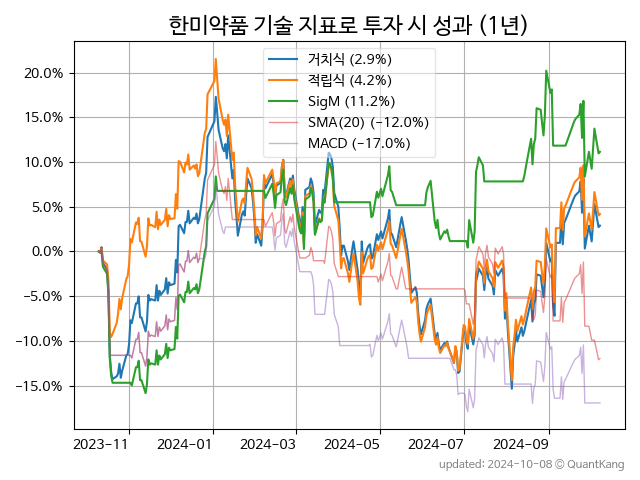 한미약품 기술 지표로 투자 시 성과 (1년)
거치식 (2.9%)
적립식 (4.2%)
SigM (11.2%)
SMA(20) (−12.0%)
MACD (−17.0%)
20.0%
15.0%
10.0%
5.0%
0.0%
−5.0%
−10.0%
−15.0%
2023-11 2024-01 2024-03 2024-05 2024-07 2024-09
updated: 2024-10-08 © QuantKang